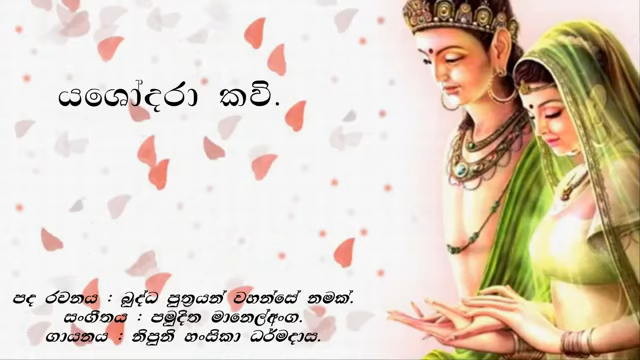 යශෝදරා කවි.
පද රචනය : බුද්ධ පුත්‍රයන් වහන්සේ නමක්.
සංගීතය : පමුදිත මානෙල්අංග.
ගායනය : නිපුනි හංසිකා ධර්මදාස.